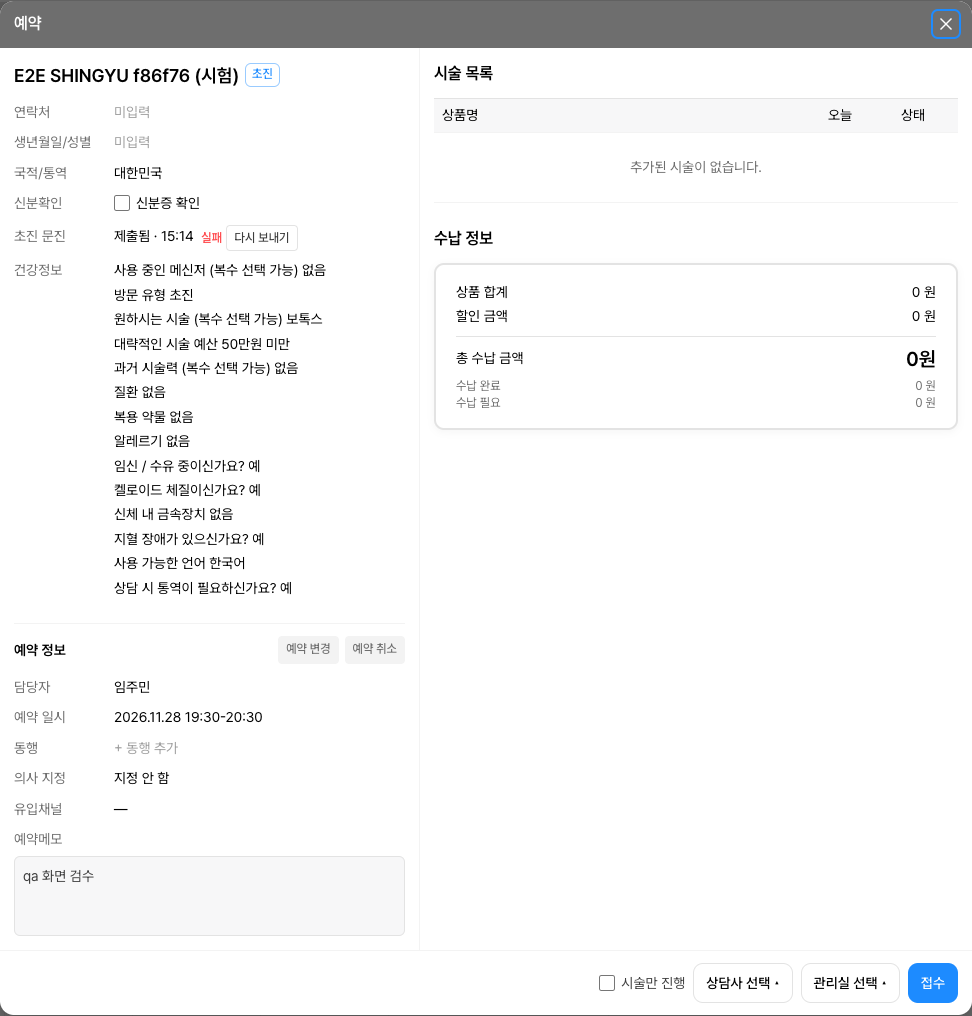 예약
E2E SHINGYU f86f76 (시험) 초진
연락처 미입력
생년월일/성별 미입력
국적/통역 대한민국
신분확인 신분증 확인
초진 문진 제출됨 · 15:14 실패 다시 보내기
건강정보 사용 중인 메신저 (복수 선택 가능) 없음
방문 유형 초진
원하시는 시술 (복수 선택 가능) 보톡스
대략적인 시술 예산 50만원 미만
과거 시술력 (복수 선택 가능) 없음
질환 없음
복용 약물 없음
알레르기 없음
임신 / 수유 중이신가요? 예
켈로이드 체질이신가요? 예
신체 내 금속장치 없음
지혈 장애가 있으신가요? 예
사용 가능한 언어 한국어
상담 시 통역이 필요하신가요? 예
예약 정보 예약 변경 예약 취소
담당자 임주민
예약 일시 2026.11.28 19:30-20:30
동행 + 동행 추가
의사 지정 지정 안 함
유입채널 —
예약메모
qa 화면 검수
시술 목록
상품명 오늘 상태
추가된 시술이 없습니다.
수납 정보
상품 합계 0 원
할인 금액 0 원
총 수납 금액 0원
수납 완료 0 원
수납 필요 0 원
시술만 진행 상담사 선택 관리실 선택 접수